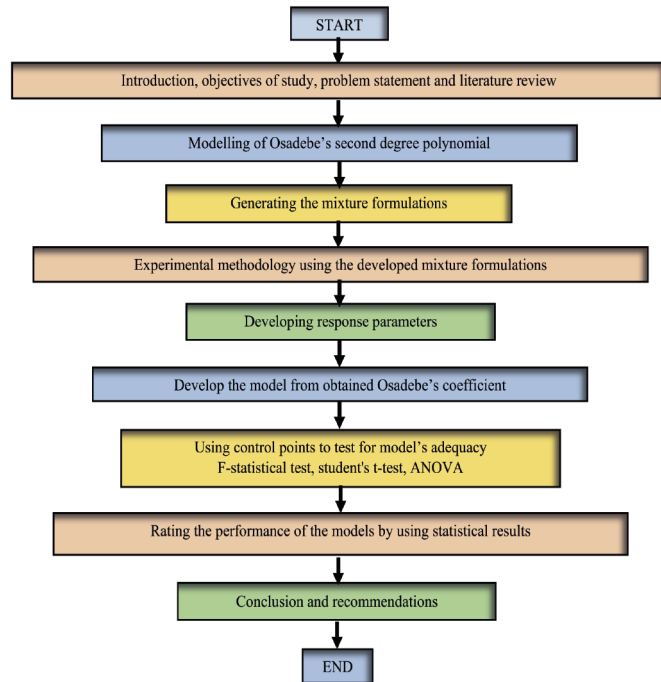 START
Introduction, objectives of study, problem statement and literature review
Modelling of Osadebe's second degree polynomial
Generating the mixture formulations
Experimental methodology using the developed mixture formulations
Developing response parameters
Develop the model from obtained Osadebe's coefficient
Using control points to test for model's adequacy
F-statistical test, student's t-test, ANOVA
Rating the performance of the models by using statistical results
Conclusion and recommendations
END